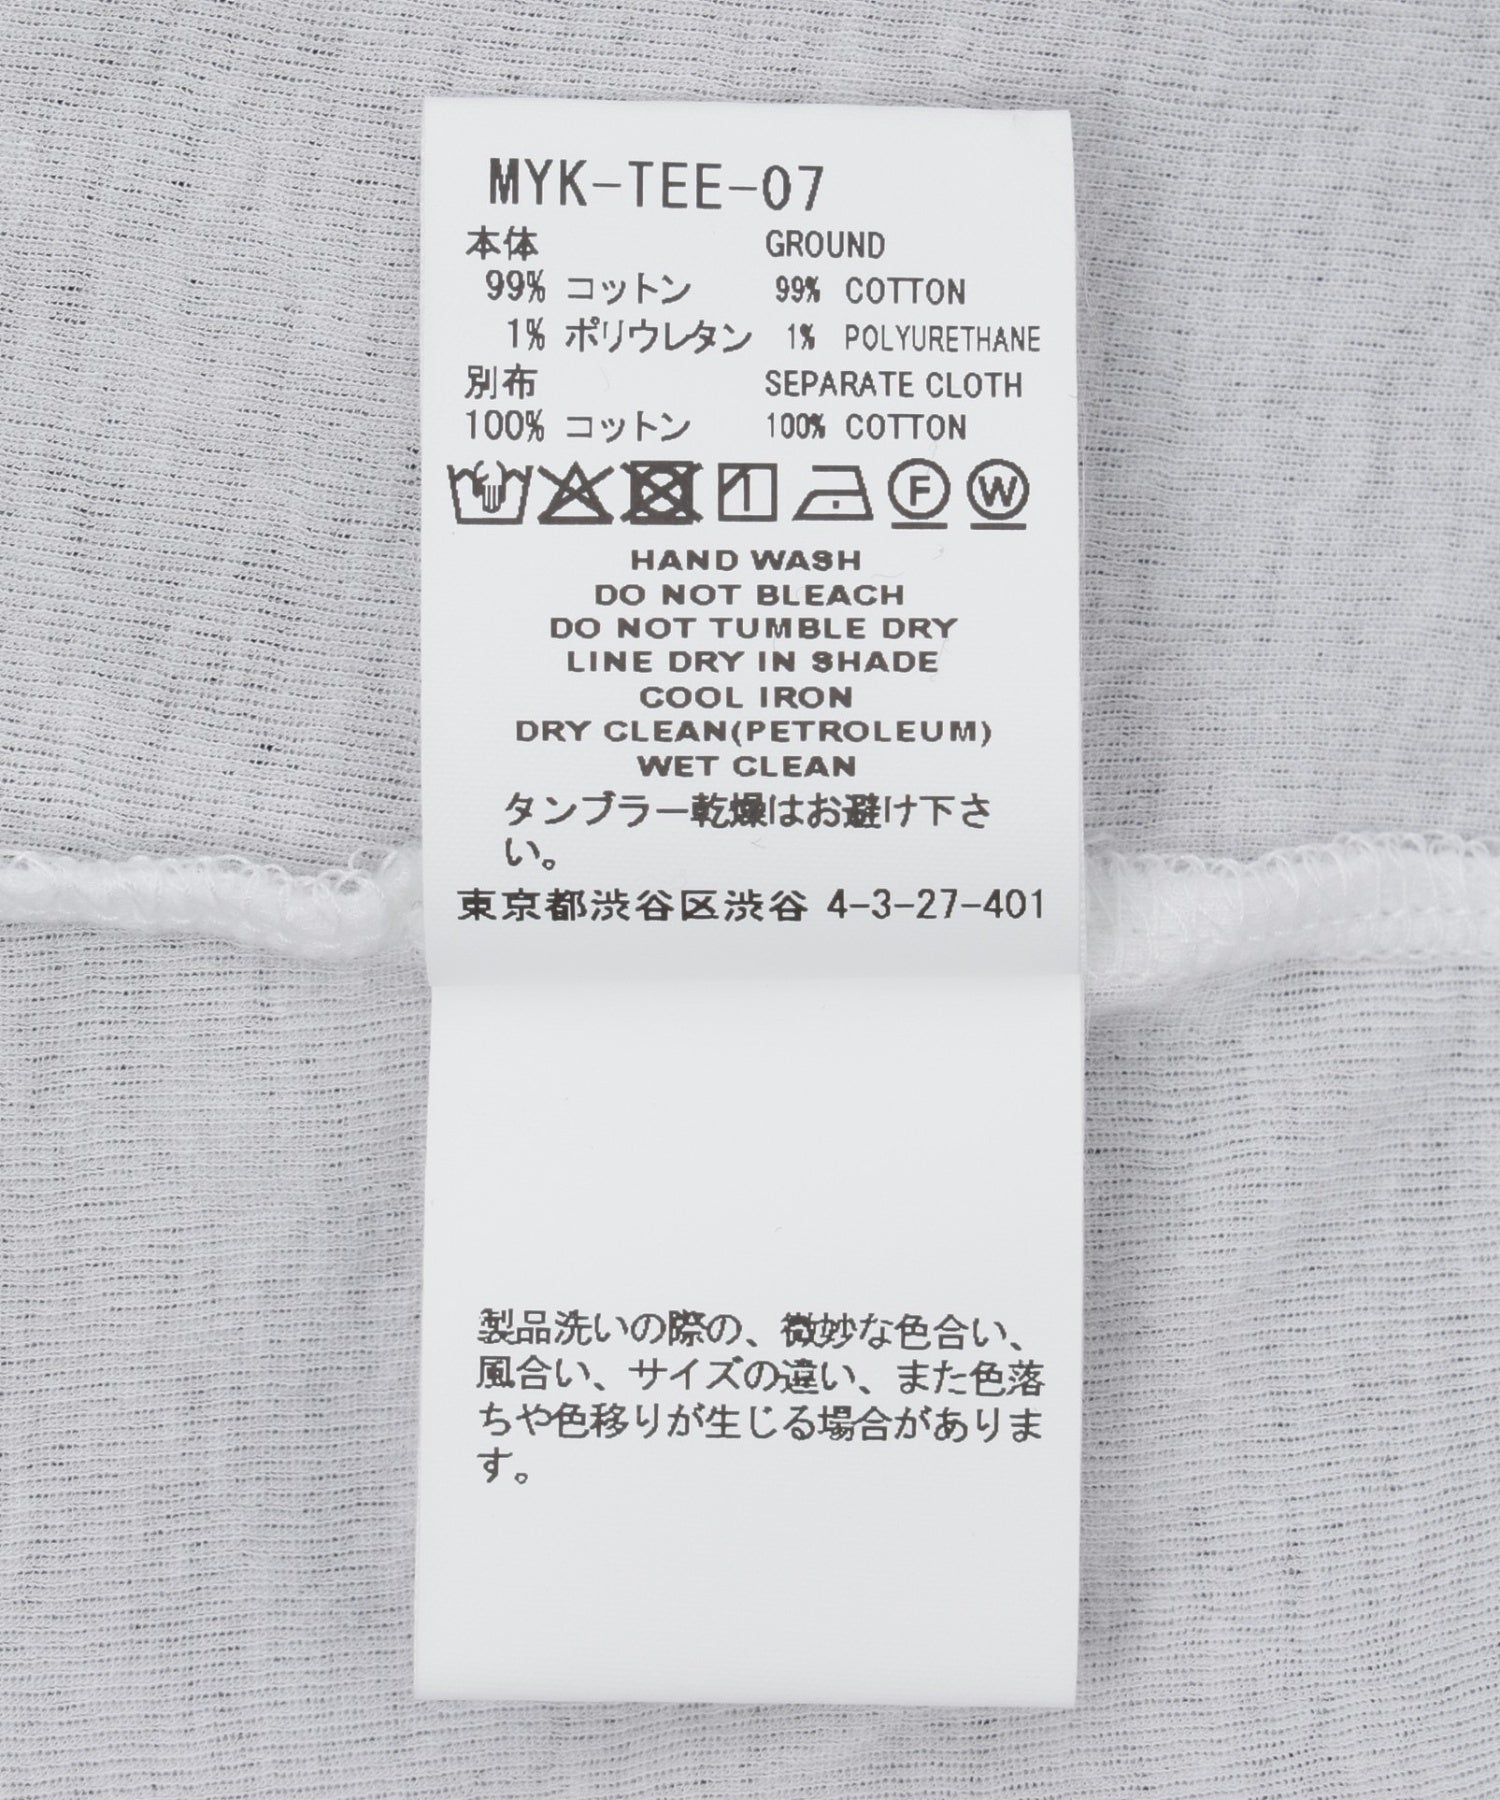 MYK-TEE-07
本体 GROUND
99% コットン 99% COTTON
1% ポリウレタン 1% POLYURETHANE
別布 SEPARATE CLOTH
100% コットン 100% COTTON
F W
HAND WASH
DO NOT BLEACH
DO NOT TUMBLE DRY
LINE DRY IN SHADE
COOL IRON
DRY CLEAN(PETROLEUM)
WET CLEAN
タンブラー乾燥はお避け下さ
い。
東京都渋谷区渋谷 4-3-27-401
製品洗いの際の、微妙な色合い、
風合い、サイズの違い、また色落
ちや色移りが生じる場合がありま
す。